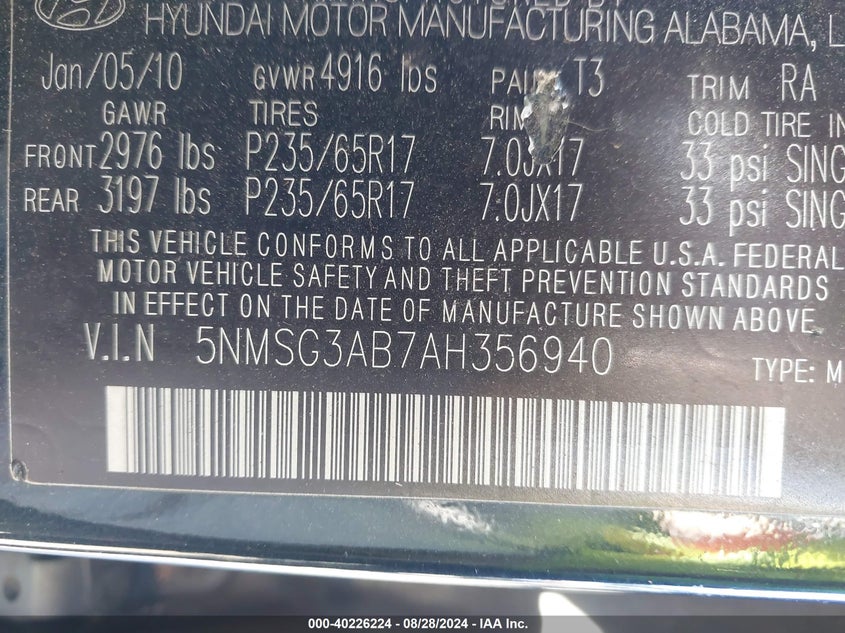 HYUNDAI MOTOR MANUFACTURING ALABAMA, L
Jan/05/10 GVWR 4916 lbs T3 TRIM RA
GAWR TIRES COLD TIRE IN
FRONT 2976 lbs P235/65R17 7.0JX17 33 psi SING
REAR 3197 lbs P235/65R17 7.0JX17 33 psi SING
THIS VEHICLE CONFORMS TO ALL APPLICABLE U.S.A. FEDERAL
MOTOR VEHICLE SAFETY AND THEFT PREVENTION STANDARDS
IN EFFECT ON THE DATE OF MANUFACTURE SHOWN ABOVE
V.I.N 5NMSG3AB7AH356940
TYPE: M
000-40226224 | 08/28/2024 - IAA Inc.